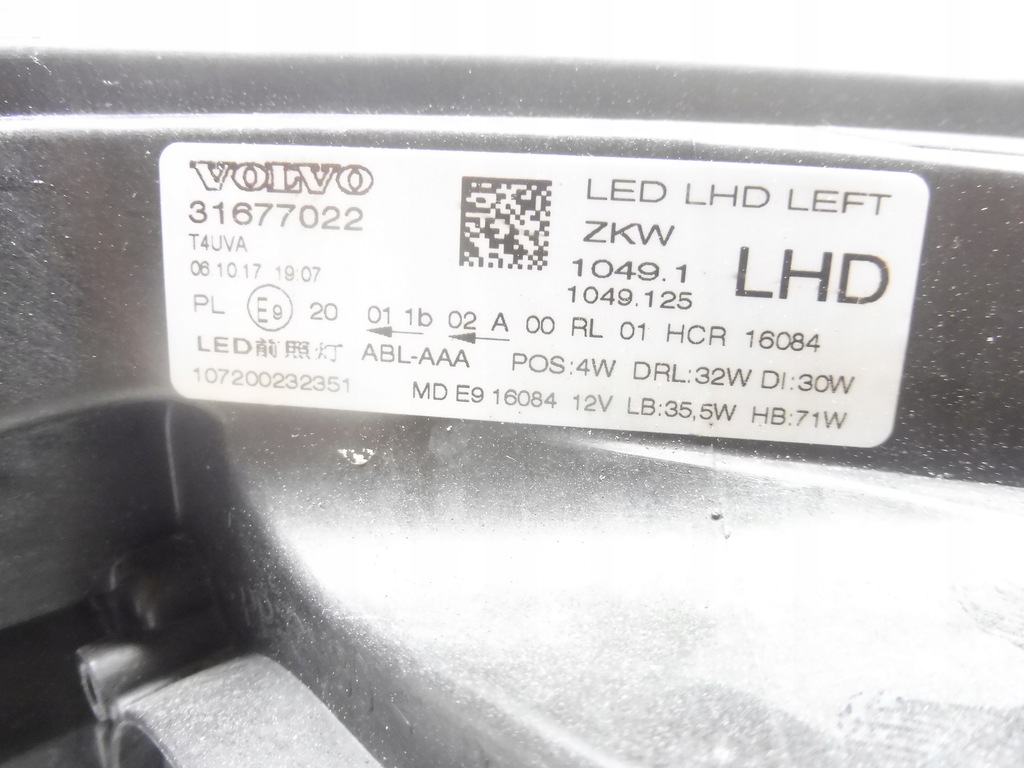 VOLVO
31677022
T4UVA
06.10.17 19:07
LED LHD LEFT
ZKW
1049.1
1049.125
LHD
PL E9 20 01 1b 02 A 00 RL 01 HCR 16084
LED前照灯 ABL-AAA POS:4W DRL:32W DI:30W
107200232351 MD E9 16084 12V LB:35,5W HB:71W